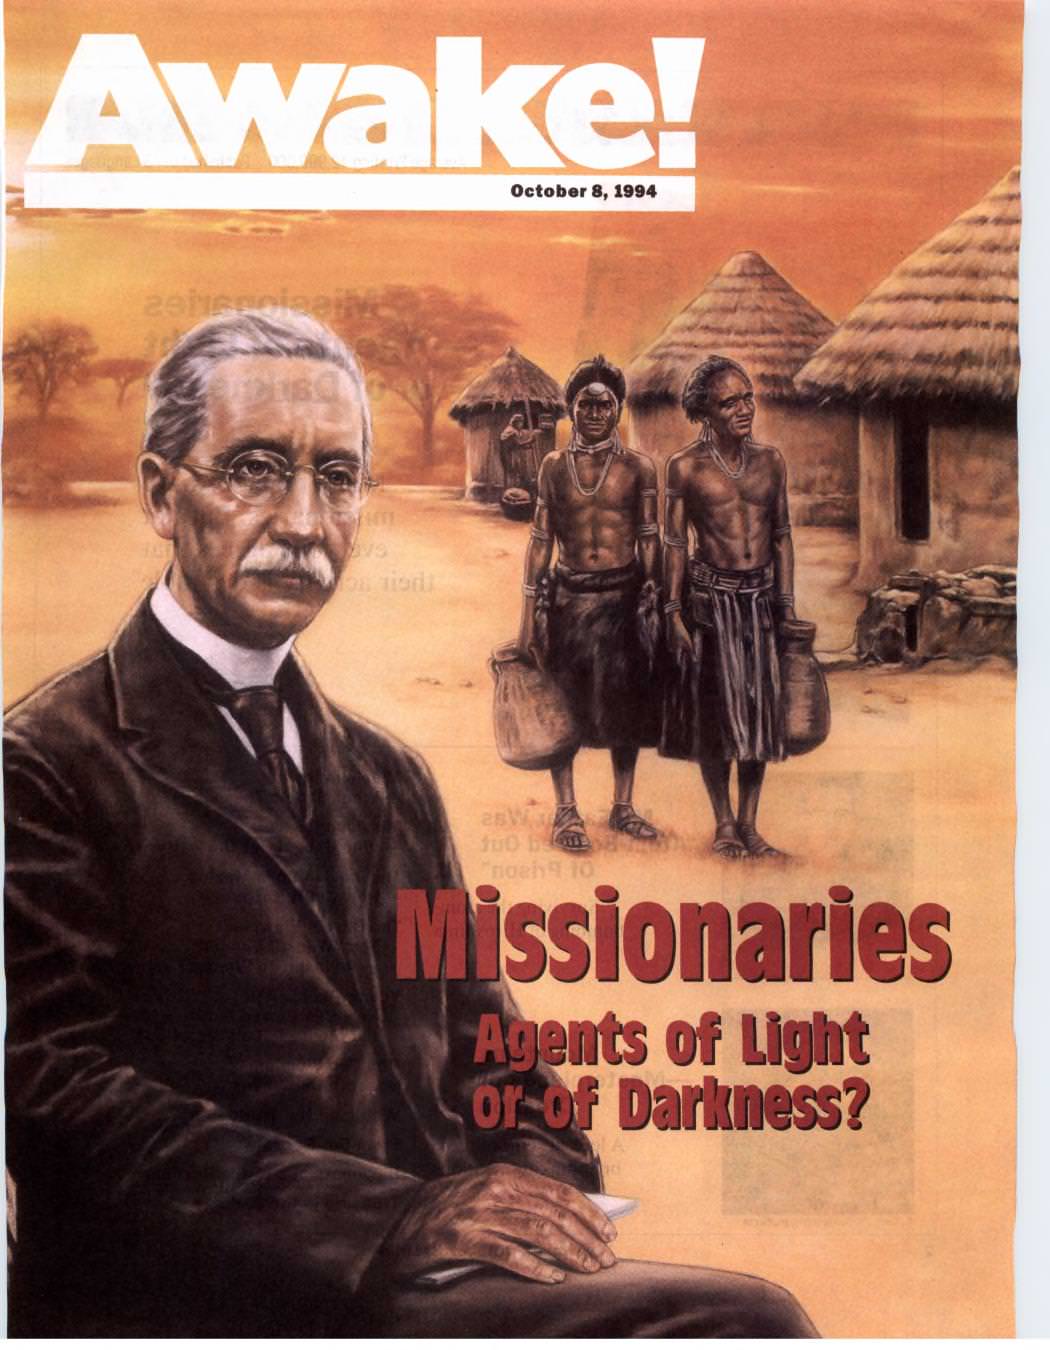 Awake!
October 8, 1994
Missionaries
Agents of Light
or of Darkness?